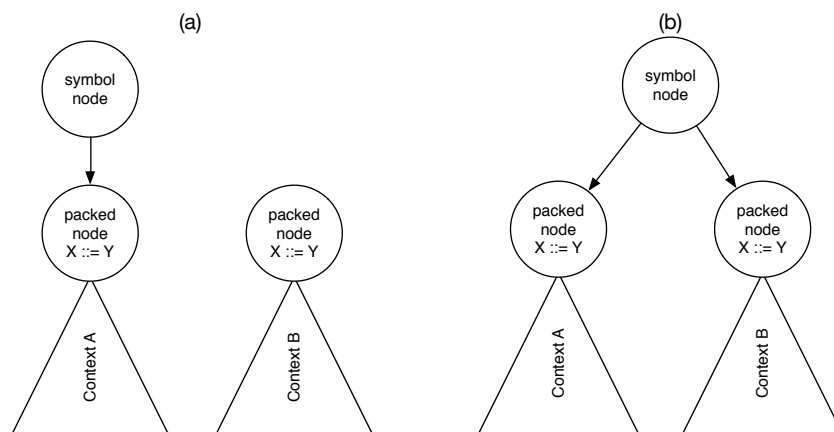 (a)
symbol
node
packed
node
X ::= Y
Context A
packed
node
X ::= Y
Context B
(b)
symbol
node
packed
node
X ::= Y
Context A
packed
node
X ::= Y
Context B